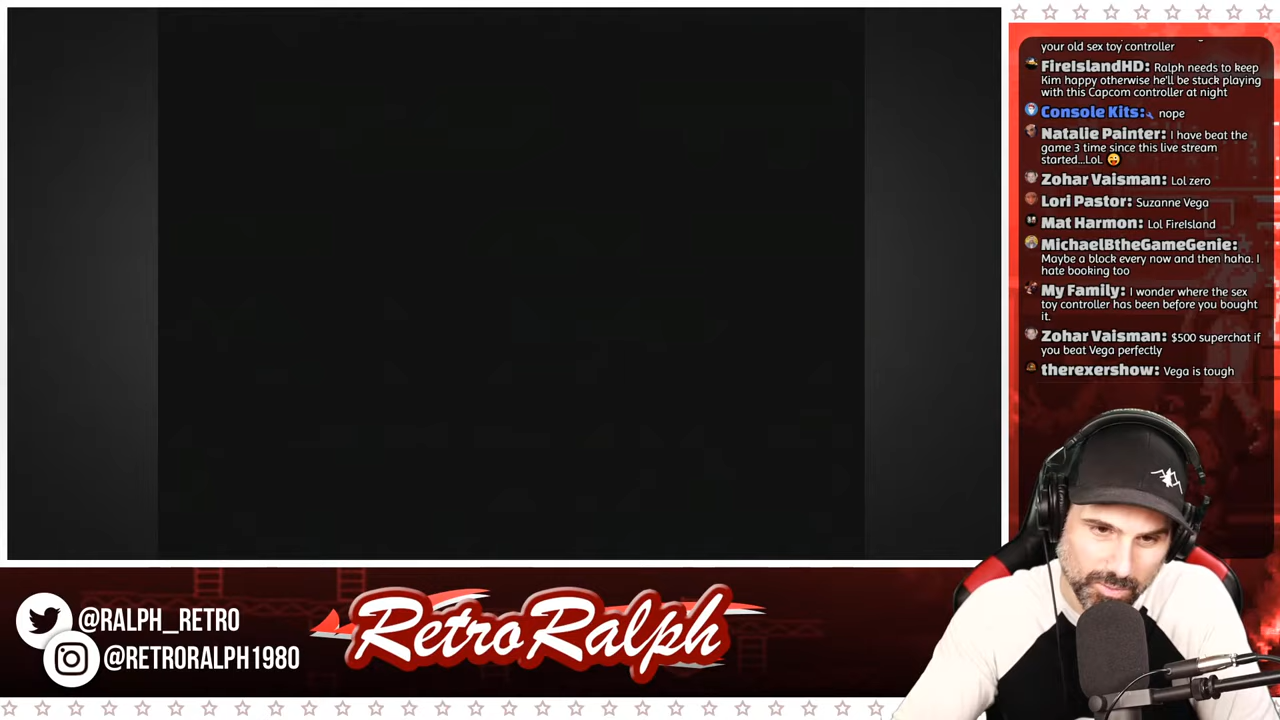 your old sex toy controller
FireIslandHD: Ralph needs to keep
Kim happy otherwise he'll be stuck playing
with this Capcom controller at night
Console Kits: nope
Natalie Painter: I have beat the
game 3 time since this live stream
started...LoL
Zohar Vaisman: Lol zero
Lori Pastor: Suzanne Vega
Mat Harmon: Lol FireIsland
MichaelBtheGameGenie:
Maybe a block every now and then haha. I
hate booking too
My Family: I wonder where the sex
toy controller has been before you bought
it.
Zohar Vaisman: $500 superchat if
you beat Vega perfectly
therexershow: Vega is tough
@RALPH_RETRO
@RETRORALPH1980
RetroRalph